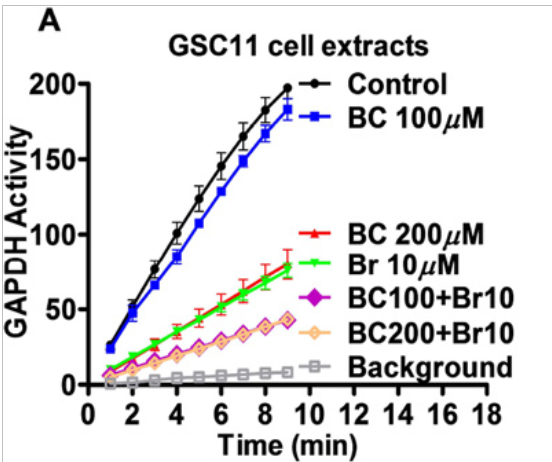 A
GSC11 cell extracts
GAPDH Activity
200
150
100
50
0
0 2 4 6 8 10 12 14 16 18
Time (min)
Control
BC 100μM
BC 200μM
Br 10μM
BC100+Br10
BC200+Br10
Background